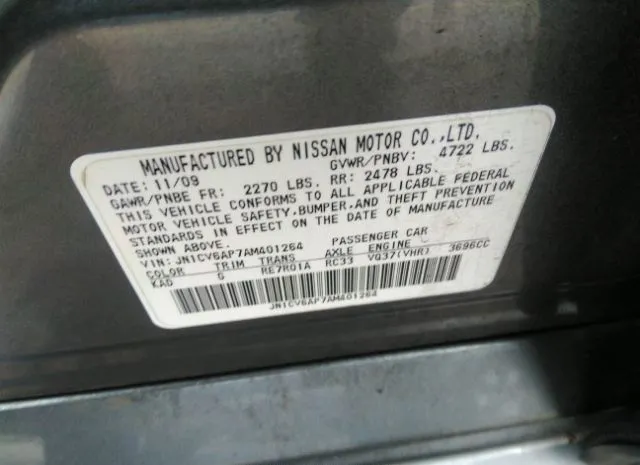 MANUFACTURED BY NISSAN MOTOR CO.,LTD.
DATE: 11/09 GVWR/PNBV: 4722 LBS.
GAWR/PNBE FR: 2270 LBS. RR: 2478 LBS.
THIS VEHICLE CONFORMS TO ALL APPLICABLE FEDERAL
MOTOR VEHICLE SAFETY,BUMPER,AND THEFT PREVENTION
STANDARDS IN EFFECT ON THE DATE OF MANUFACTURE
SHOWN ABOVE.
VIN: JN1CV6AP7AM401264 PASSENGER CAR
COLOR TRIM TRANS AXLE ENGINE
KAD G RE7R01A RC33 VQ37(VHR) 3696CC
JN1CV6AP7AM401264